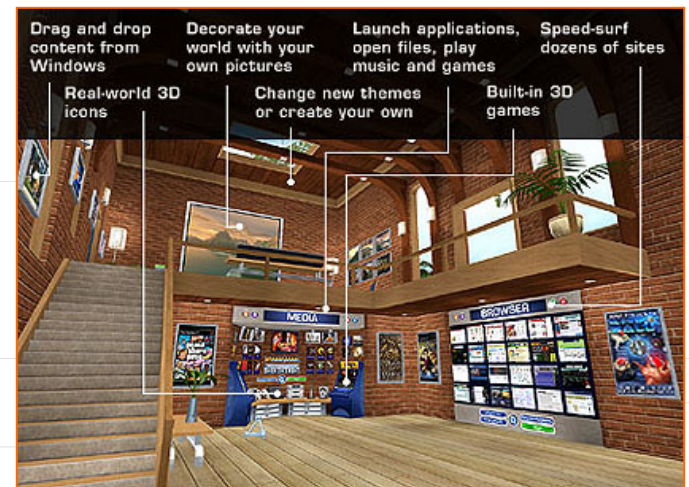 Drag and drop
content from
Windows
Decorate your
world with your
own pictures
Launch applications,
open files, play
music and games
Speed-surf
dozens of sites
Real-world 3D
icons
Change new themes
or create your own
Built-in 3D
games
MEDIA
BROWSER